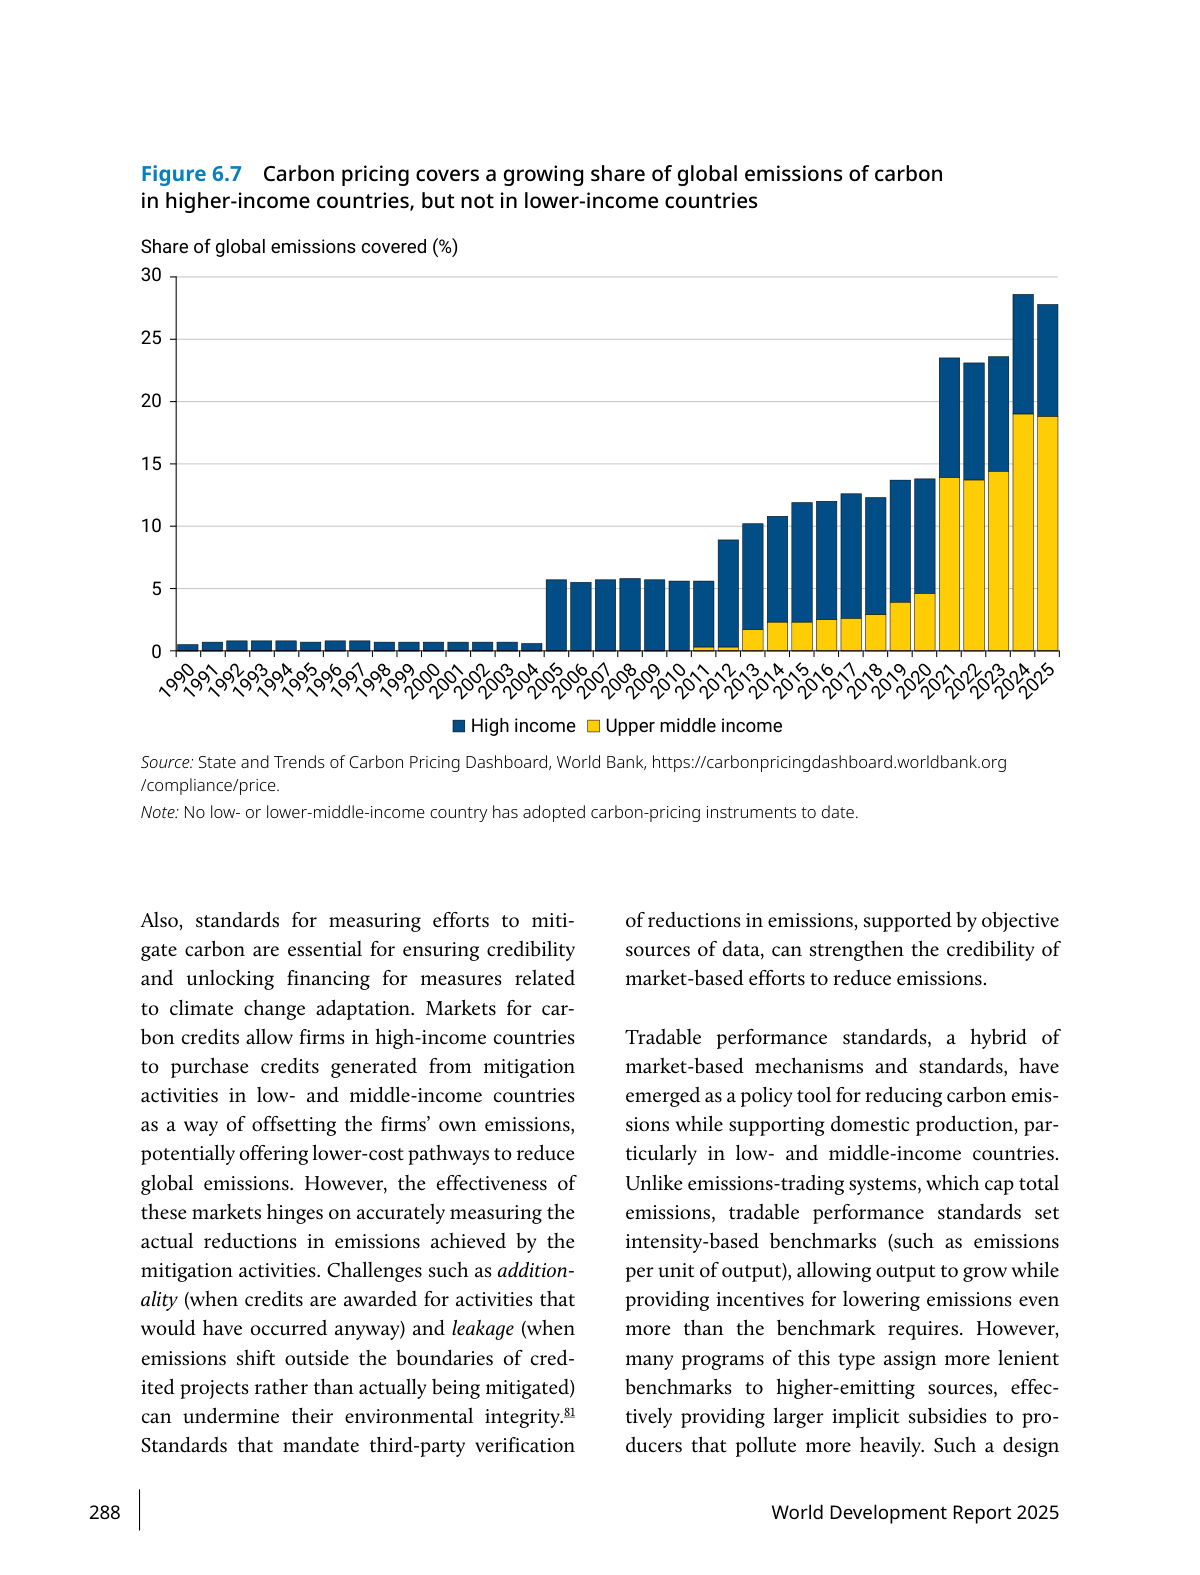 Figure 6.7 Carbon pricing covers a growing share of global emissions of carbon
in higher-income countries, but not in lower-income countries
Share of global emissions covered (%)
30
25
20
15
10
5
0
1990
1991
1992
1993
1994
1995
1996
1997
1998
1999
2000
2001
2002
2003
2004
2005
2006
2007
2008
2009
2010
2011
2012
2013
2014
2015
2016
2017
2018
2019
2020
2021
2022
2023
2024
2025
High income Upper middle income
Source: State and Trends of Carbon Pricing Dashboard, World Bank, https://carbonpricingdashboard.worldbank.org
/compliance/price.
Note: No low- or lower-middle-income country has adopted carbon-pricing instruments to date.
Also, standards for measuring efforts to miti-
gate carbon are essential for ensuring credibility
and unlocking financing for measures related
to climate change adaptation. Markets for car-
bon credits allow firms in high-income countries
to purchase credits generated from mitigation
activities in low- and middle-income countries
as a way of offsetting the firms’ own emissions,
potentially offering lower-cost pathways to reduce
global emissions. However, the effectiveness of
these markets hinges on accurately measuring the
actual reductions in emissions achieved by the
mitigation activities. Challenges such as addition-
ality (when credits are awarded for activities that
would have occurred anyway) and leakage (when
emissions shift outside the boundaries of cred-
ited projects rather than actually being mitigated)
can undermine their environmental integrity.81
Standards that mandate third-party verification
of reductions in emissions, supported by objective
sources of data, can strengthen the credibility of
market-based efforts to reduce emissions.
Tradable performance standards, a hybrid of
market-based mechanisms and standards, have
emerged as a policy tool for reducing carbon emis-
sions while supporting domestic production, par-
ticularly in low- and middle-income countries.
Unlike emissions-trading systems, which cap total
emissions, tradable performance standards set
intensity-based benchmarks (such as emissions
per unit of output), allowing output to grow while
providing incentives for lowering emissions even
more than the benchmark requires. However,
many programs of this type assign more lenient
benchmarks to higher-emitting sources, effec-
tively providing larger implicit subsidies to pro-
ducers that pollute more heavily. Such a design
288
World Development Report 2025